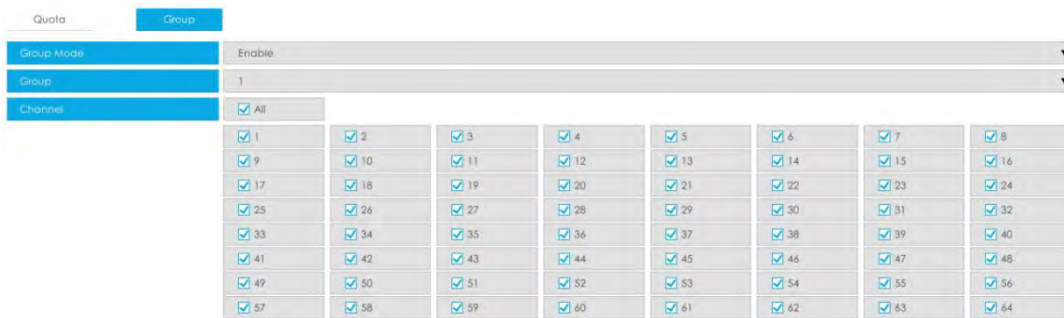 Quota Group
Group Mode Enable
Group 1
Channel All
1 2 3 4 5 6 7 8
9 10 11 12 13 14 15 16
17 18 19 20 21 22 23 24
25 26 27 28 29 30 31 32
33 34 35 36 37 38 39 40
41 42 43 44 45 46 47 48
49 50 51 52 53 54 55 56
57 58 59 60 61 62 63 64